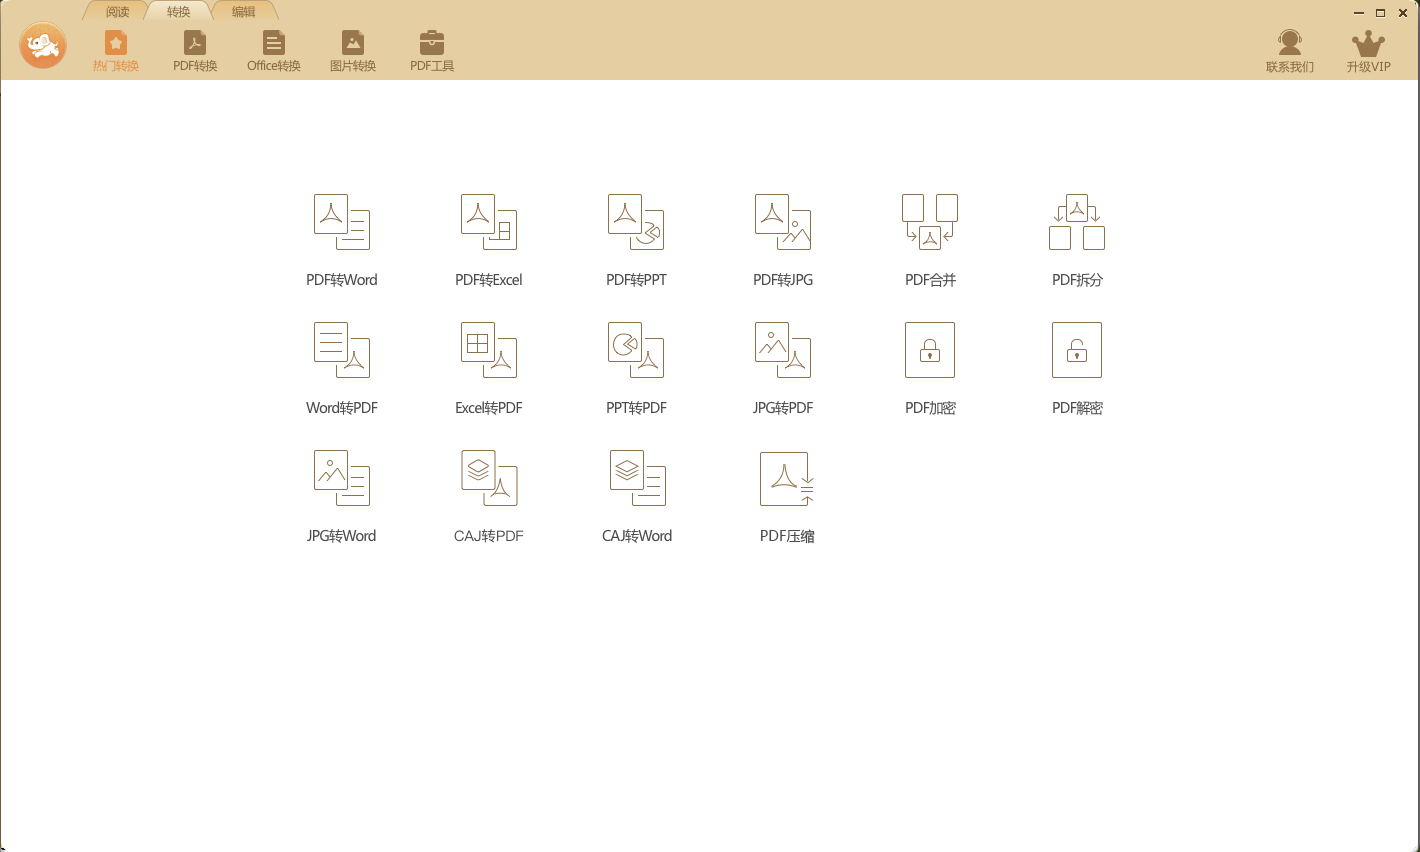 阅读 转换 编辑
热门转换 PDF转换 Office转换 图片转换 PDF工具 联系我们 升级VIP
PDF转Word PDF转Excel PDF转PPT PDF转JPG PDF合并 PDF拆分
Word转PDF Excel转PDF PPT转PDF JPG转PDF PDF加密 PDF解密
JPG转Word CAJ转PDF CAJ转Word PDF压缩